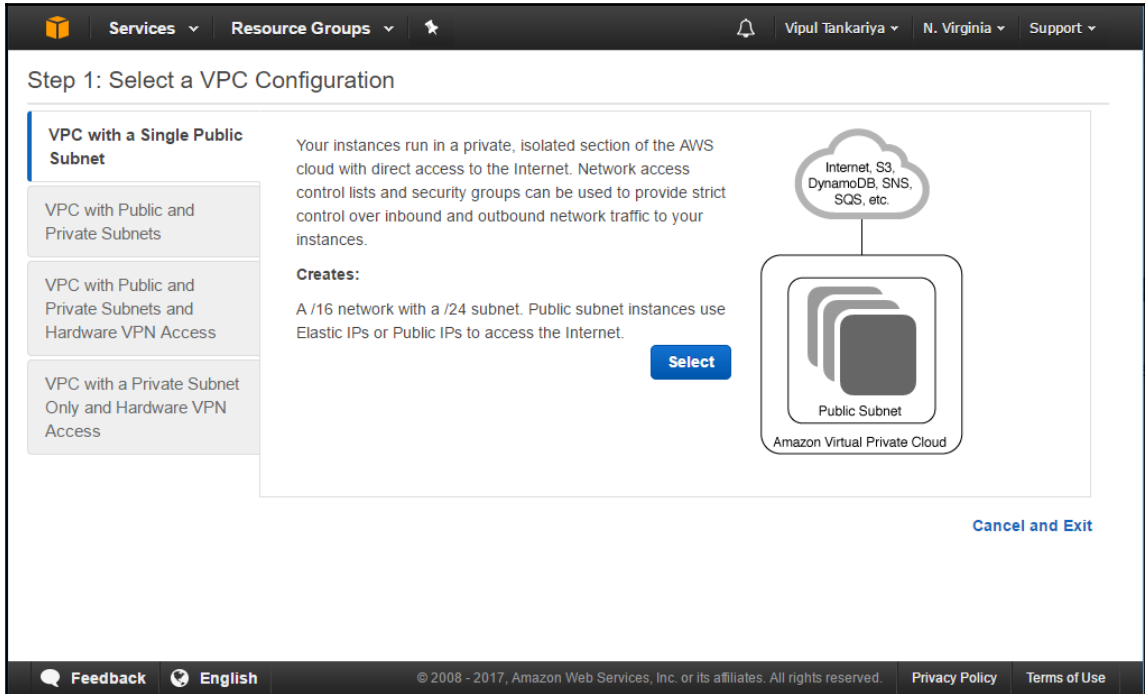 Services Resource Groups Vipul Tankariya N. Virginia Support
Step 1: Select a VPC Configuration
VPC with a Single Public
Subnet
VPC with Public and
Private Subnets
VPC with Public and
Private Subnets and
Hardware VPN Access
VPC with a Private Subnet
Only and Hardware VPN
Access
Your instances run in a private, isolated section of the AWS
cloud with direct access to the Internet. Network access
control lists and security groups can be used to provide strict
control over inbound and outbound network traffic to your
instances.
Creates:
A /16 network with a /24 subnet. Public subnet instances use
Elastic IPs or Public IPs to access the Internet.
Select
Internet, S3,
DynamoDB, SNS,
SQS, etc.
Public Subnet
Amazon Virtual Private Cloud
Cancel and Exit
Feedback English © 2008 - 2017, Amazon Web Services, Inc. or its affiliates. All rights reserved. Privacy Policy Terms of Use